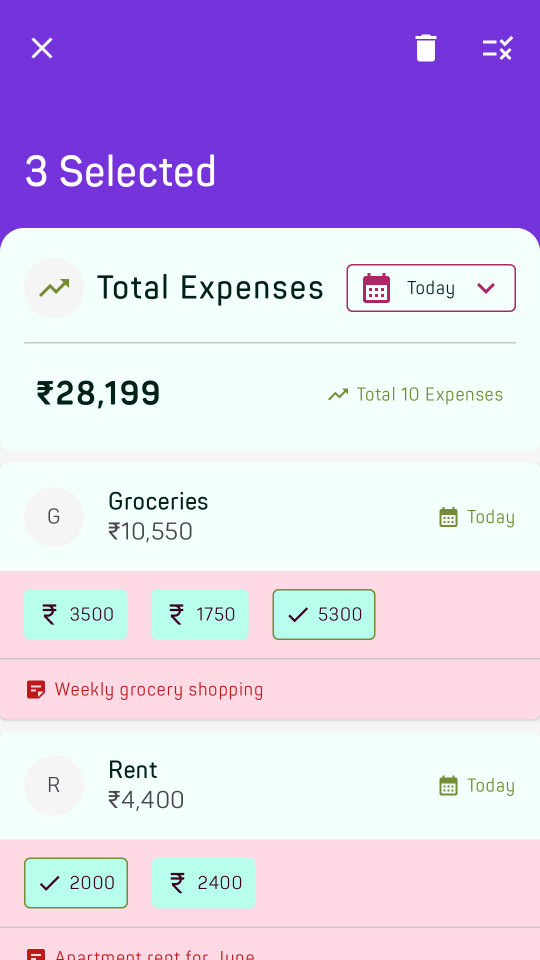 3 Selected
Total Expenses
Today
₹28,199
Total 10 Expenses
G
Groceries
₹10,550
Today
₹ 3500
₹ 1750
5300
Weekly grocery shopping
R
Rent
₹4,400
Today
2000
₹ 2400
Apartment rent for June